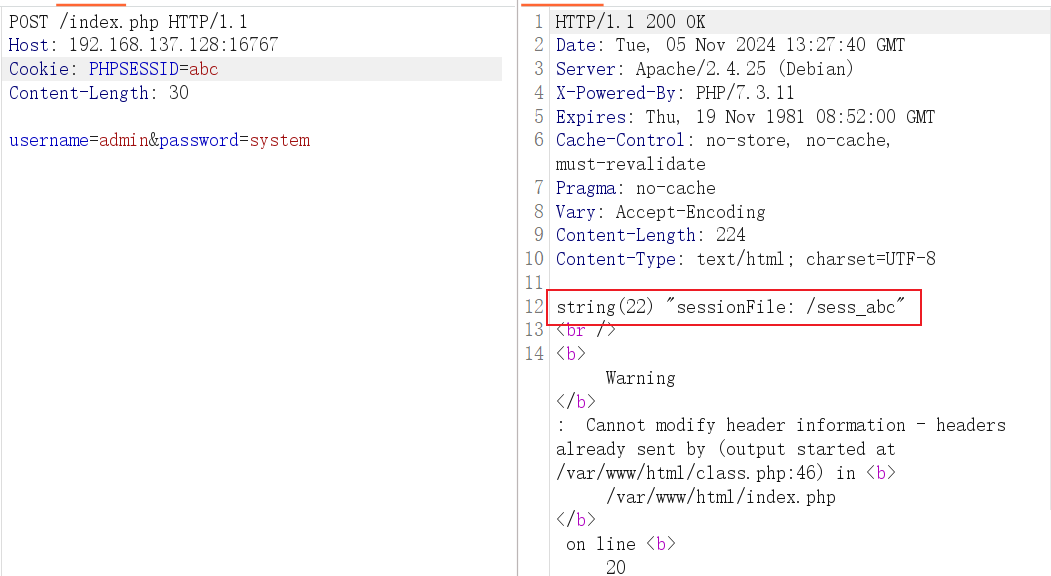 POST /index.php HTTP/1.1
Host: 192.168.137.128:16767
Cookie: PHPSESSID=abc
Content-Length: 30

username=admin&password=system

1 HTTP/1.1 200 OK
2 Date: Tue, 05 Nov 2024 13:27:40 GMT
3 Server: Apache/2.4.25 (Debian)
4 X-Powered-By: PHP/7.3.11
5 Expires: Thu, 19 Nov 1981 08:52:00 GMT
6 Cache-Control: no-store, no-cache,
must-revalidate
7 Pragma: no-cache
8 Vary: Accept-Encoding
9 Content-Length: 224
10 Content-Type: text/html; charset=UTF-8
11
12 string(22) "sessionFile: /sess_abc"
13 <br />
14 <b>
Warning
</b>
:  Cannot modify header information - headers
already sent by (output started at
/var/www/html/class.php:46) in <b>
/var/www/html/index.php
</b>
on line <b>
20